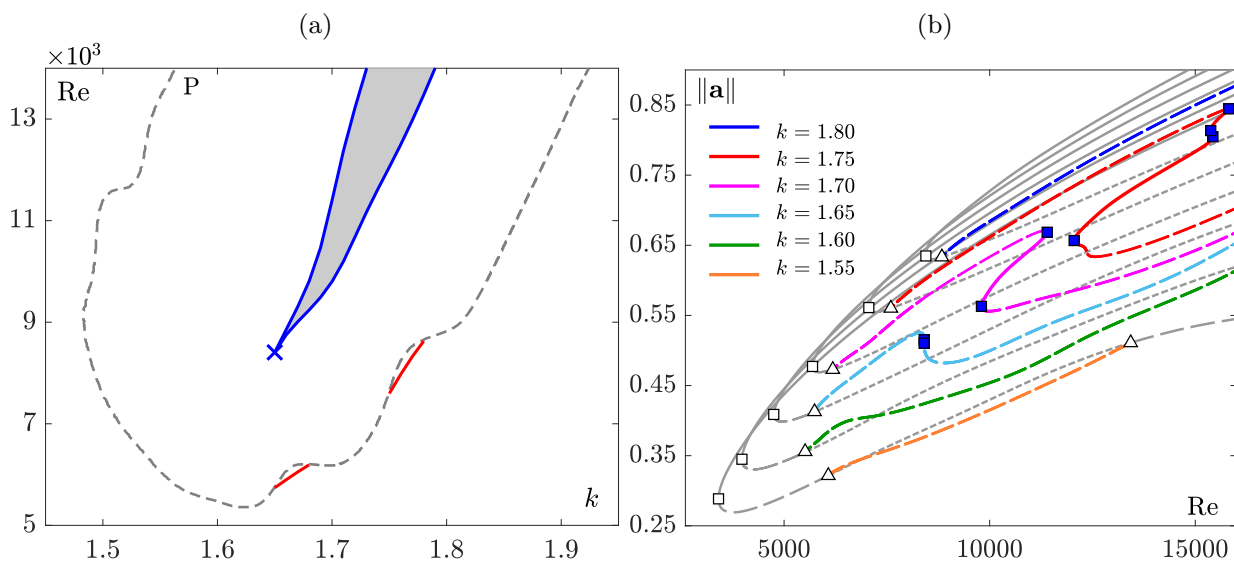 (a)
×10³
Re
P
13
11
9
7
5
k
1.5 1.6 1.7 1.8 1.9
(b)
‖a‖
0.85
0.75
0.65
0.55
0.45
0.35
0.25
k = 1.80
k = 1.75
k = 1.70
k = 1.65
k = 1.60
k = 1.55
Re
5000 10000 15000